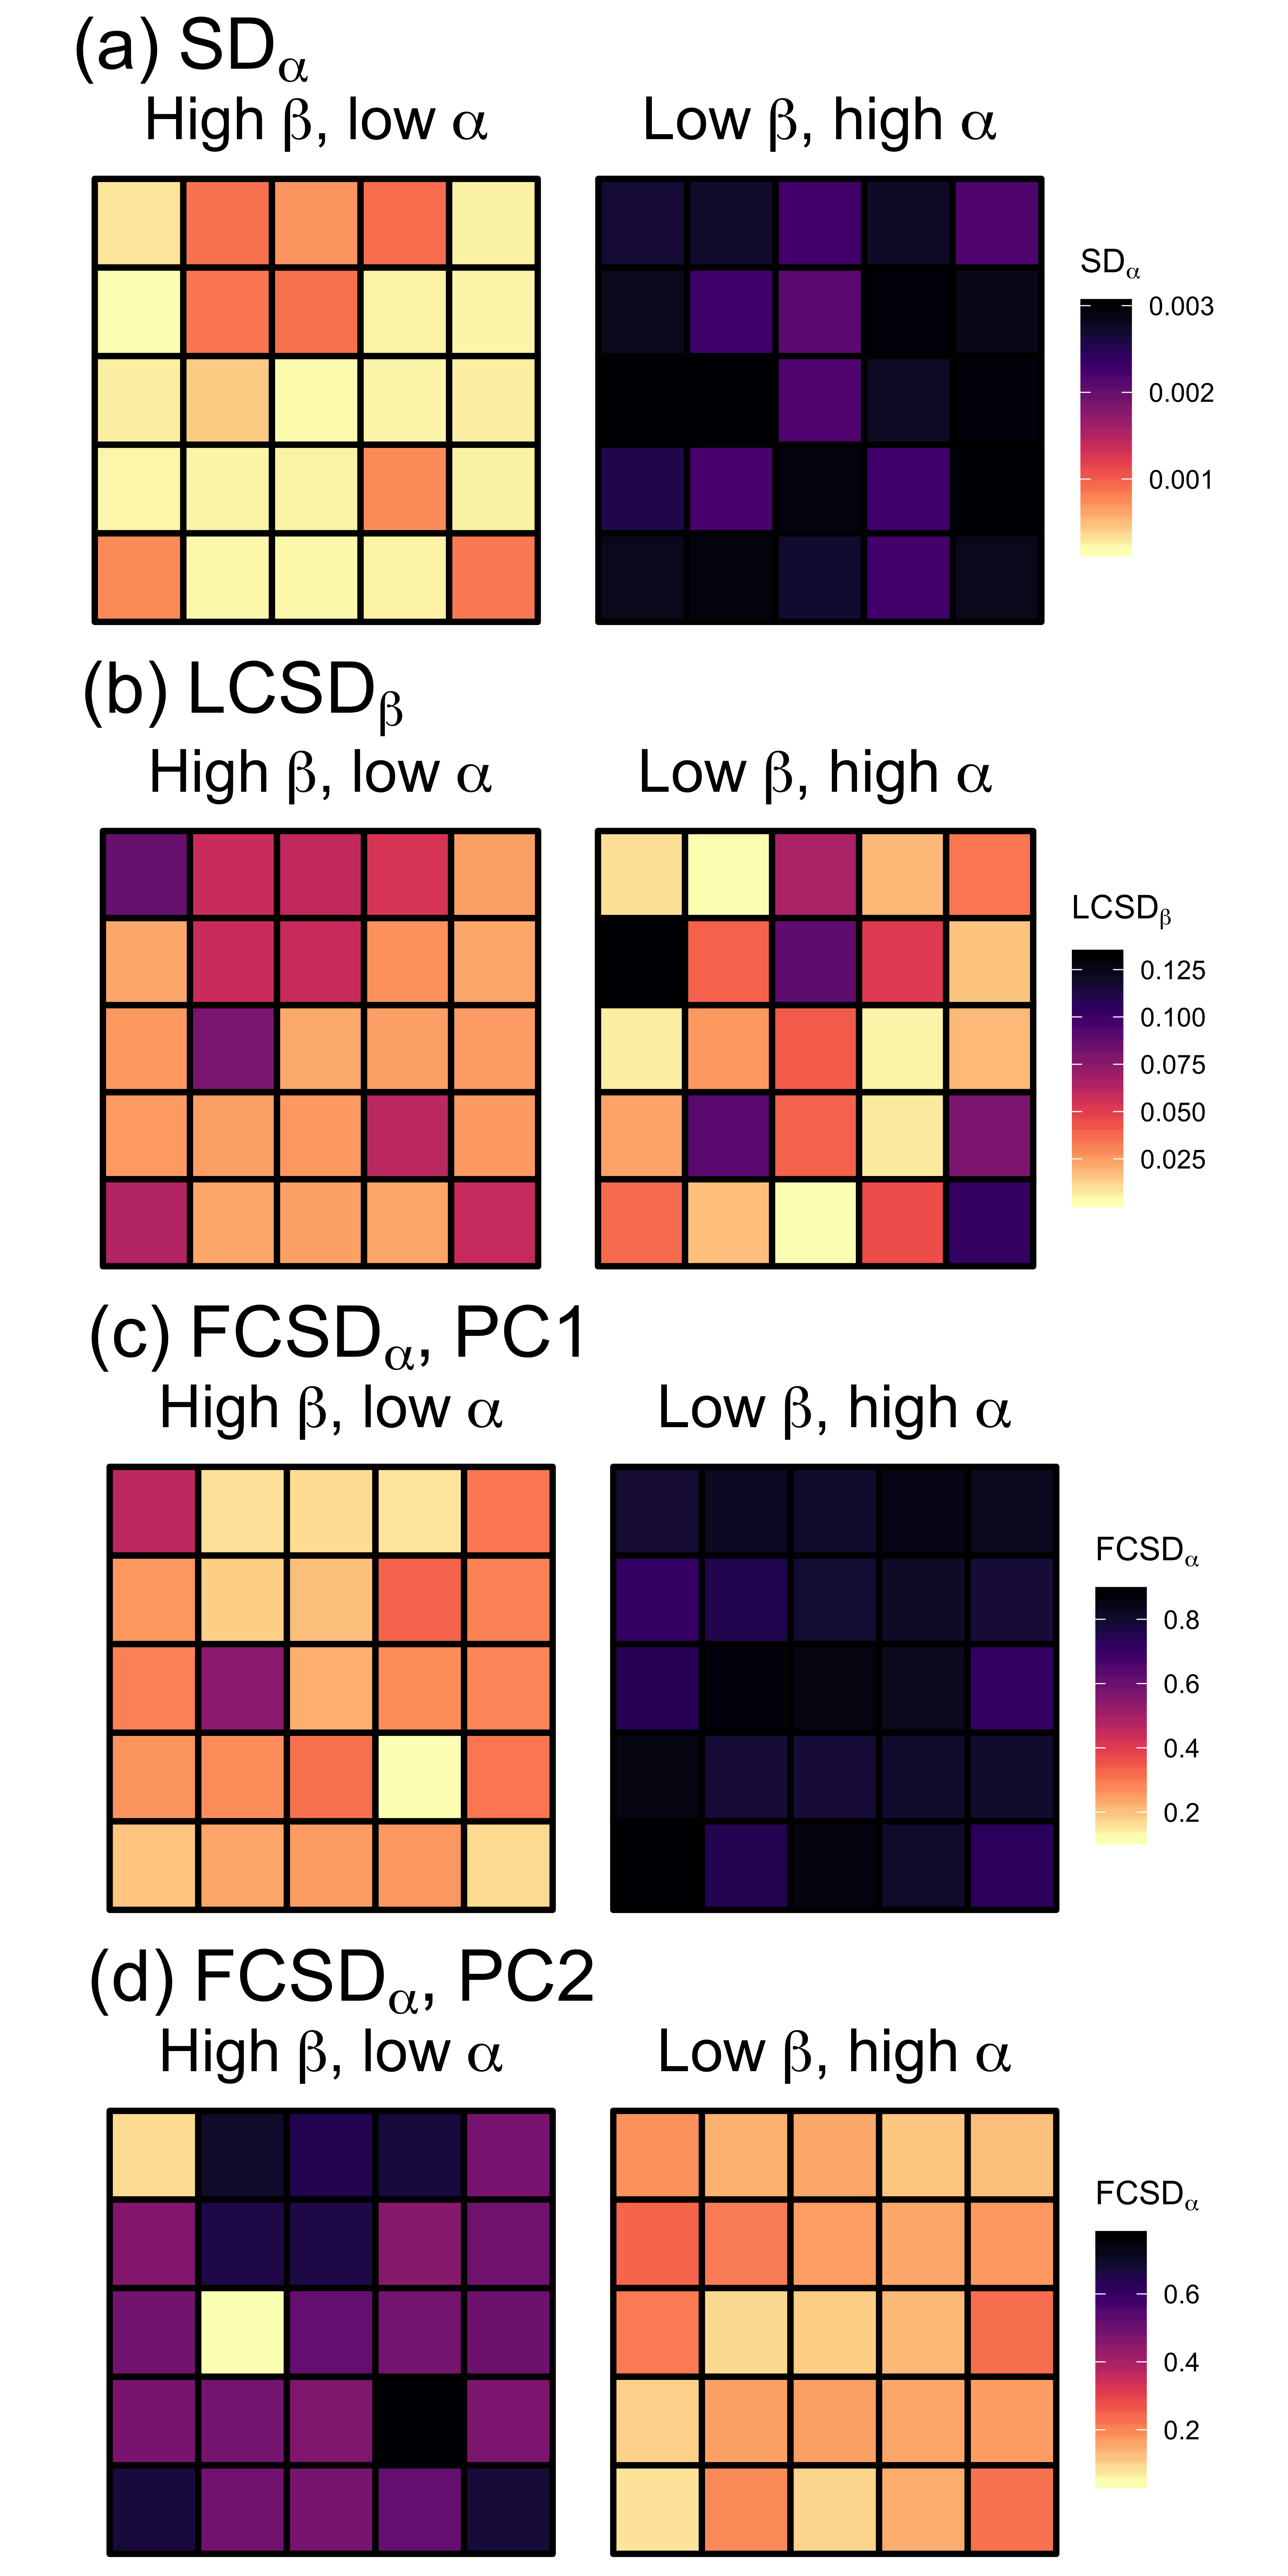 (a) SDα
High β, low α Low β, high α
SDα
0.003
0.002
0.001
(b) LCSDβ
High β, low α Low β, high α
LCSDβ
0.125
0.100
0.075
0.050
0.025
(c) FCSDα, PC1
High β, low α Low β, high α
FCSDα
0.8
0.6
0.4
0.2
(d) FCSDα, PC2
High β, low α Low β, high α
FCSDα
0.6
0.4
0.2